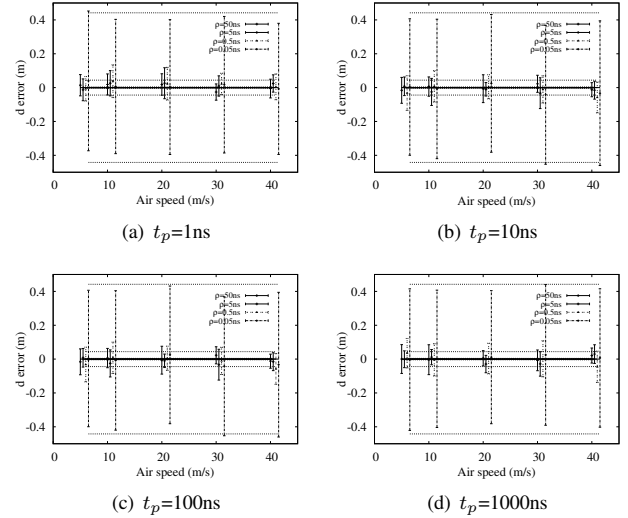 0.4
0.2
0
-0.2
-0.4
d error (m)
0 10 20 30 40
Air speed (m/s)
ρ=50ns
ρ=5ns
ρ=0.5ns
ρ=0.05ns
(a) tp=1ns
0.4
0.2
0
-0.2
-0.4
d error (m)
0 10 20 30 40
Air speed (m/s)
ρ=50ns
ρ=5ns
ρ=0.5ns
ρ=0.05ns
(b) tp=10ns
0.4
0.2
0
-0.2
-0.4
d error (m)
0 10 20 30 40
Air speed (m/s)
ρ=50ns
ρ=5ns
ρ=0.5ns
ρ=0.05ns
(c) tp=100ns
0.4
0.2
0
-0.2
-0.4
d error (m)
0 10 20 30 40
Air speed (m/s)
ρ=50ns
ρ=5ns
ρ=0.5ns
ρ=0.05ns
(d) tp=1000ns